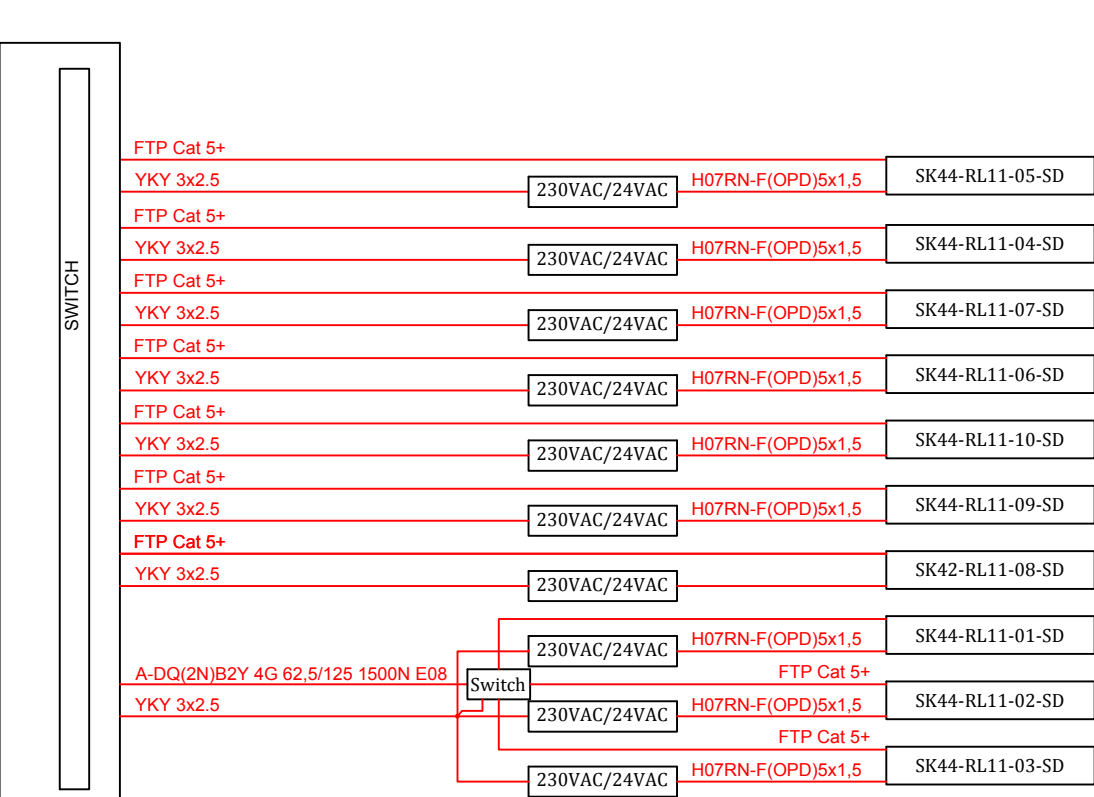 SWITCH
FTP Cat 5+
YKY 3x2.5
230VAC/24VAC
H07RN-F(OPD)5x1,5
SK44-RL11-05-SD
FTP Cat 5+
YKY 3x2.5
230VAC/24VAC
H07RN-F(OPD)5x1,5
SK44-RL11-04-SD
FTP Cat 5+
YKY 3x2.5
230VAC/24VAC
H07RN-F(OPD)5x1,5
SK44-RL11-07-SD
FTP Cat 5+
YKY 3x2.5
230VAC/24VAC
H07RN-F(OPD)5x1,5
SK44-RL11-06-SD
FTP Cat 5+
YKY 3x2.5
230VAC/24VAC
H07RN-F(OPD)5x1,5
SK44-RL11-10-SD
FTP Cat 5+
YKY 3x2.5
230VAC/24VAC
H07RN-F(OPD)5x1,5
SK44-RL11-09-SD
FTP Cat 5+
YKY 3x2.5
230VAC/24VAC
SK42-RL11-08-SD
230VAC/24VAC
H07RN-F(OPD)5x1,5
SK44-RL11-01-SD
A-DQ(2N)B2Y 4G 62,5/125 1500N E08
Switch
FTP Cat 5+
YKY 3x2.5
230VAC/24VAC
H07RN-F(OPD)5x1,5
SK44-RL11-02-SD
FTP Cat 5+
230VAC/24VAC
H07RN-F(OPD)5x1,5
SK44-RL11-03-SD